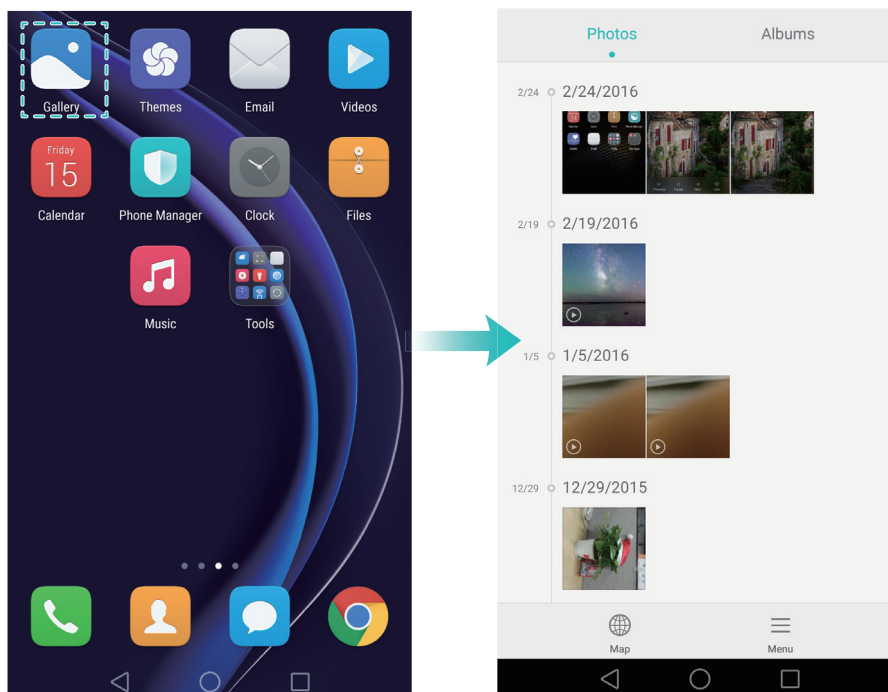 Gallery
Themes
Email
Videos
Friday
15
Calendar
Phone Manager
Clock
Files
Music
Tools
Photos
Albums
2/24
2/24/2016
2/19
2/19/2016
1/5
1/5/2016
12/29
12/29/2015
Map
Menu